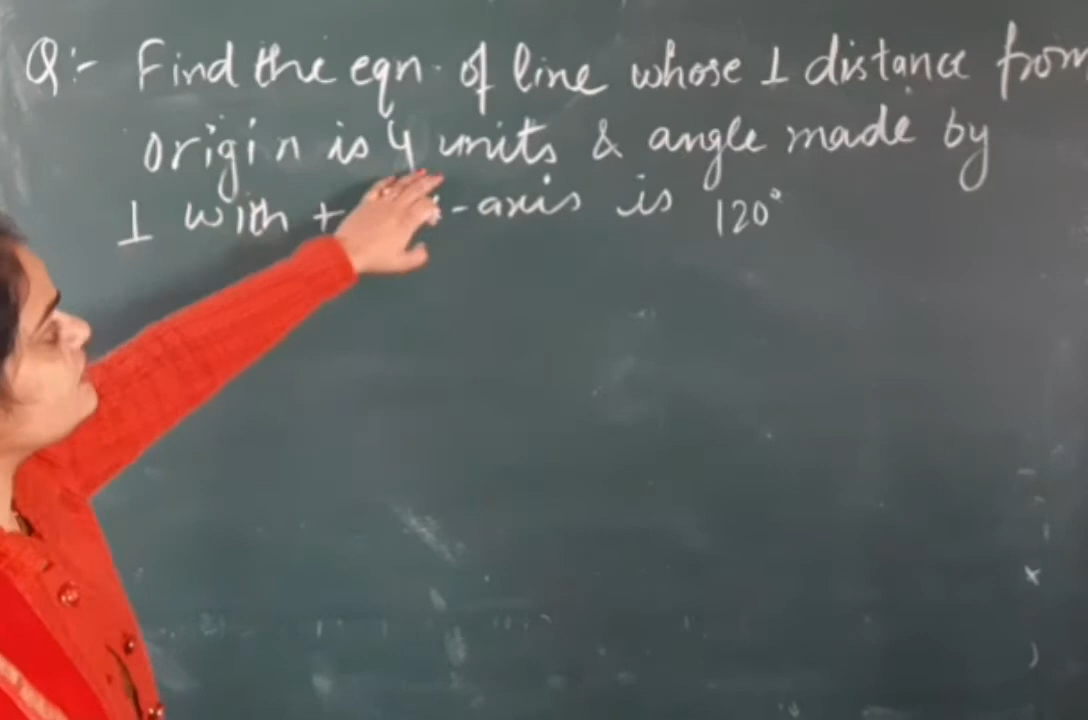 Q:- Find the eqn. of line whose ⊥ distance from
origin is 4 units & angle made by
⊥ with + -axis is 120°